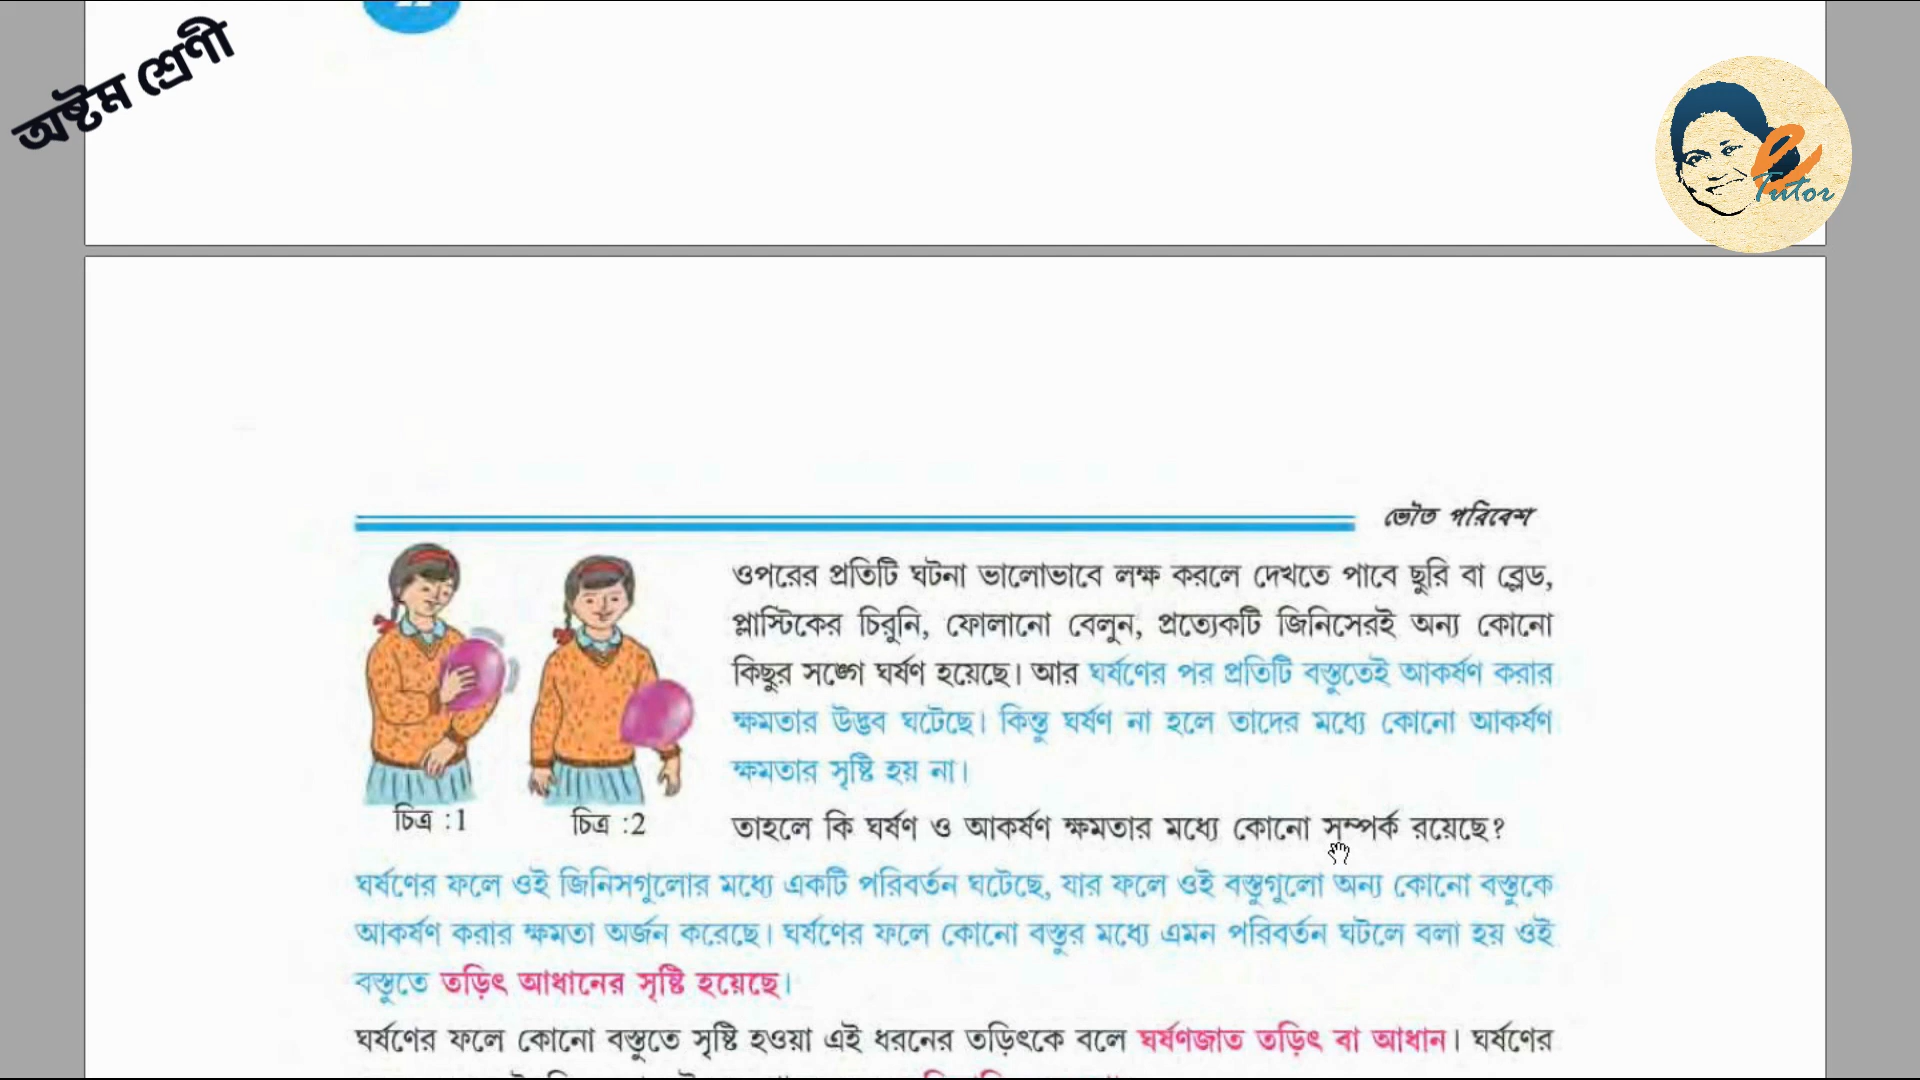 অষ্টম শ্রেণী
Tutor
ভৌত পরিবেশ
ওপরের প্রতিটি ঘটনা ভালোভাবে লক্ষ করলে দেখতে পাবে ছুরি বা ব্লেড,
প্লাস্টিকের চিরুনি, ফোলানো বেলুন, প্রত্যেকটি জিনিসেরই অন্য কোনো
কিছুর সঙ্গে ঘর্ষণ হয়েছে। আর ঘর্ষণের পর প্রতিটি বস্তুতেই আকর্ষণ করার
ক্ষমতার উদ্ভব ঘটেছে। কিন্তু ঘর্ষণ না হলে তাদের মধ্যে কোনো আকর্ষণ
ক্ষমতার সৃষ্টি হয় না।
চিত্র :1 চিত্র :2
তাহলে কি ঘর্ষণ ও আকর্ষণ ক্ষমতার মধ্যে কোনো সম্পর্ক রয়েছে?
ঘর্ষণের ফলে ওই জিনিসগুলোর মধ্যে একটি পরিবর্তন ঘটেছে, যার ফলে ওই বস্তুগুলো অন্য কোনো বস্তুকে
আকর্ষণ করার ক্ষমতা অর্জন করেছে। ঘর্ষণের ফলে কোনো বস্তুর মধ্যে এমন পরিবর্তন ঘটলে বলা হয় ওই
বস্তুতে তড়িৎ আধানের সৃষ্টি হয়েছে।
ঘর্ষণের ফলে কোনো বস্তুতে সৃষ্টি হওয়া এই ধরনের তড়িৎকে বলে ঘর্ষণজাত তড়িৎ বা আধান। ঘর্ষণের